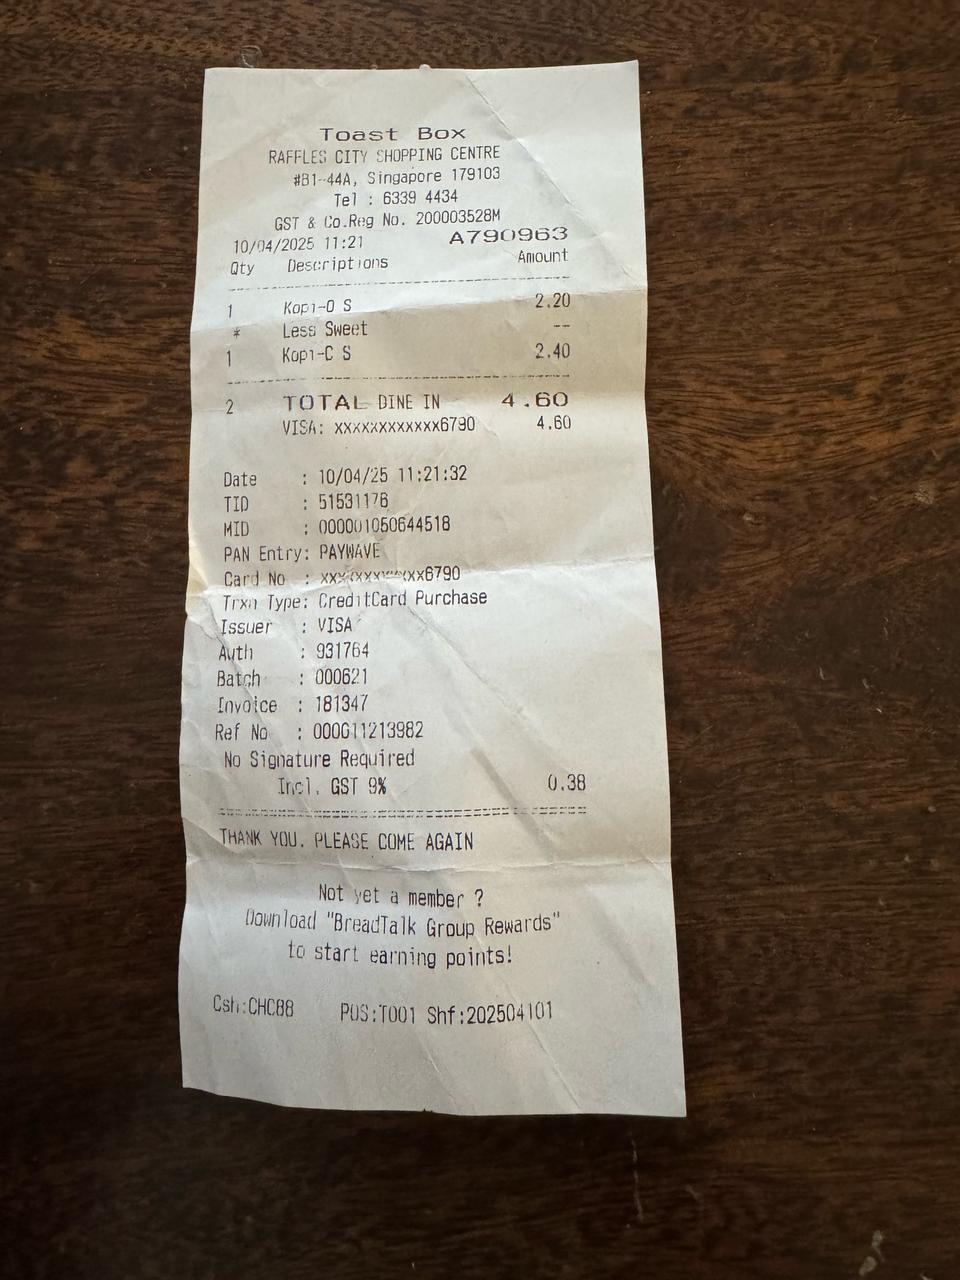 Toast Box
RAFFLES CITY SHOPPING CENTRE
#B1-44A, Singapore 179103
Tel : 6339 4434
GST & Co.Reg No. 200003528M
10/04/2025 11:21 A790963
Qty Descriptions Amount
1 Kopi-O S 2.20
* Less Sweet --
1 Kopi-C S 2.40
2 TOTAL DINE IN 4.60
VISA: xxxxxxxxxxxx6790 4.60
Date : 10/04/25 11:21:32
TID : 51531176
MID : 000001050644518
PAN Entry: PAYWAVE
Card No : xxxxxxxxxxxx6790
Trxn Type: CreditCard Purchase
Issuer : VISA
Auth : 931764
Batch : 000621
Invoice : 181347
Ref No : 000611213982
No Signature Required
Incl. GST 9% 0.38
THANK YOU. PLEASE COME AGAIN
Not yet a member ?
Download "BreadTalk Group Rewards"
to start earning points!
Csh:CHC88 POS:T001 Shf:202504101